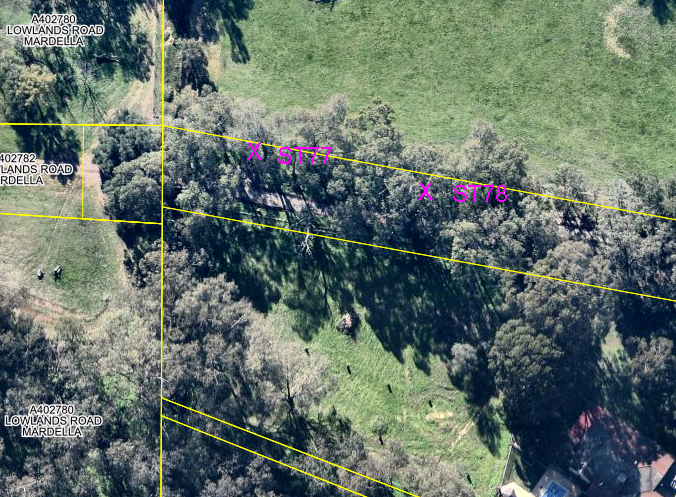 A402780
LOWLANDS ROAD
MARDELLA
X ST77
402782
LANDS ROAD
RDELLA
X ST78
A402780
LOWLANDS ROAD
MARDELLA